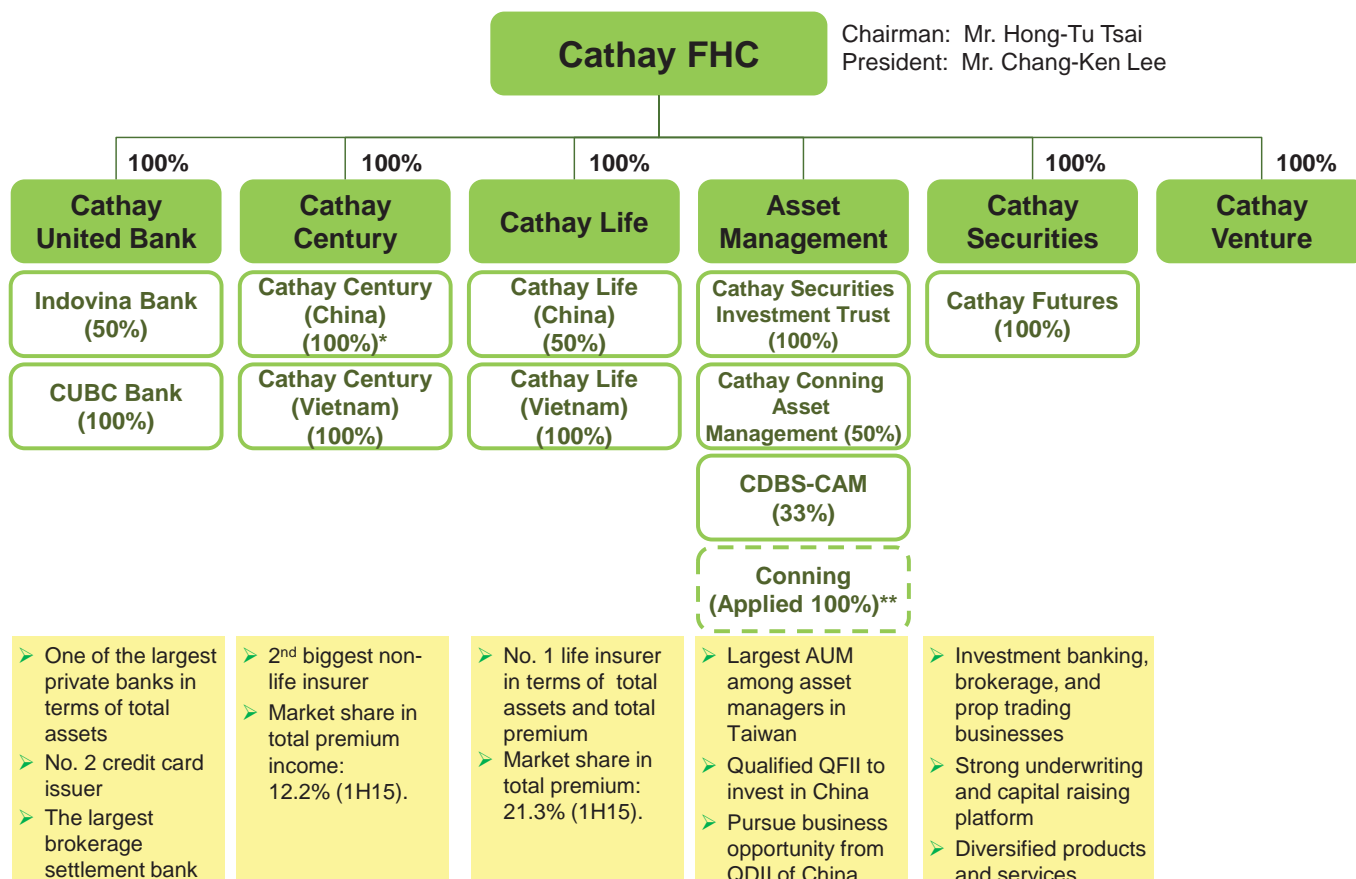 Cathay FHC
Chairman: Mr. Hong-Tu Tsai
President: Mr. Chang-Ken Lee
100%
100%
100%
100%
100%
Cathay
United Bank
Cathay
Century
Cathay Life
Asset
Management
Cathay
Securities
Cathay
Venture
Indovina Bank
(50%)
CUBC Bank
(100%)
Cathay Century
(China)
(100%)*
Cathay Century
(Vietnam)
(100%)
Cathay Life
(China)
(50%)
Cathay Life
(Vietnam)
(100%)
Cathay Securities
Investment Trust
(100%)
Cathay Conning
Asset
Management (50%)
CDBS-CAM
(33%)
Conning
(Applied 100%)**
Cathay Futures
(100%)
➢ One of the largest
private banks in
terms of total
assets
➢ No. 2 credit card
issuer
➢ The largest
brokerage
settlement bank
➢ 2nd biggest non-
life insurer
➢ Market share in
total premium
income:
12.2% (1H15).
➢ No. 1 life insurer
in terms of total
assets and total
premium
➢ Market share in
total premium:
21.3% (1H15).
➢ Largest AUM
among asset
managers in
Taiwan
➢ Qualified QFII to
invest in China
➢ Pursue business
opportunity from
QDII of China
➢ Investment banking,
brokerage, and
prop trading
businesses
➢ Strong underwriting
and capital raising
platform
➢ Diversified products
and services